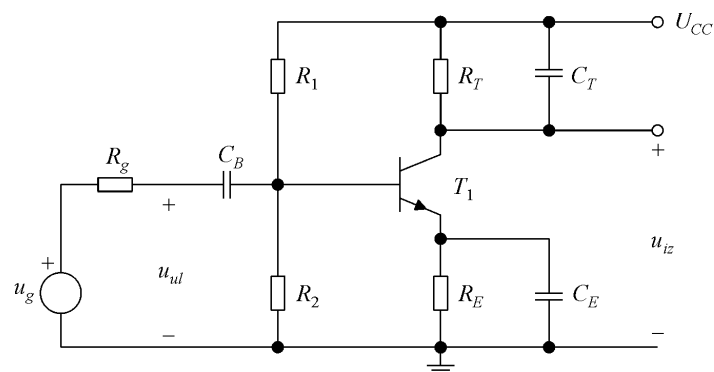 U_CC
R_1
R_T
C_T
R_g
C_B
T_1
+
+
+
u_g
u_ul
R_2
R_E
C_E
u_iz
–
–